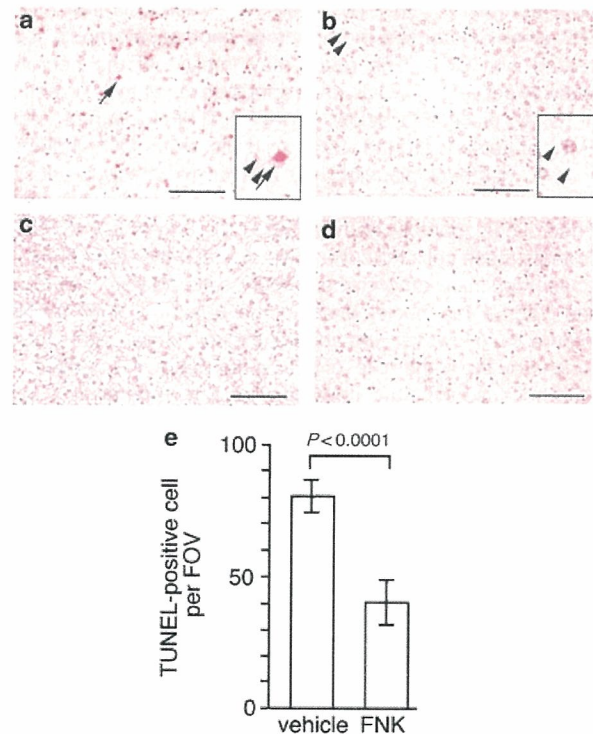 a
b
c
d
e
100
P<0.0001
TUNEL-positive cell
per FOV
50
0
vehicle FNK